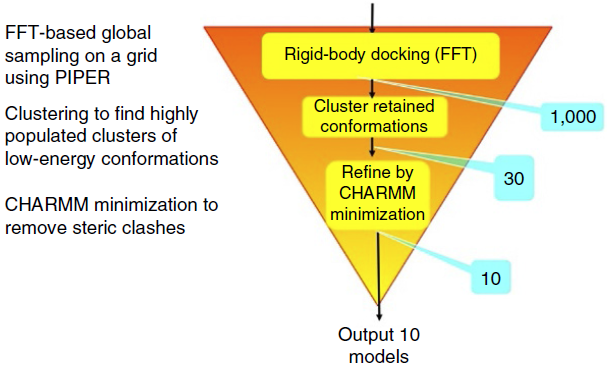 FFT-based global
sampling on a grid
using PIPER
Clustering to find highly
populated clusters of
low-energy conformations
CHARMM minimization to
remove steric clashes
Rigid-body docking (FFT)
1,000
Cluster retained
conformations
30
Refine by
CHARMM
minimization
10
Output 10
models